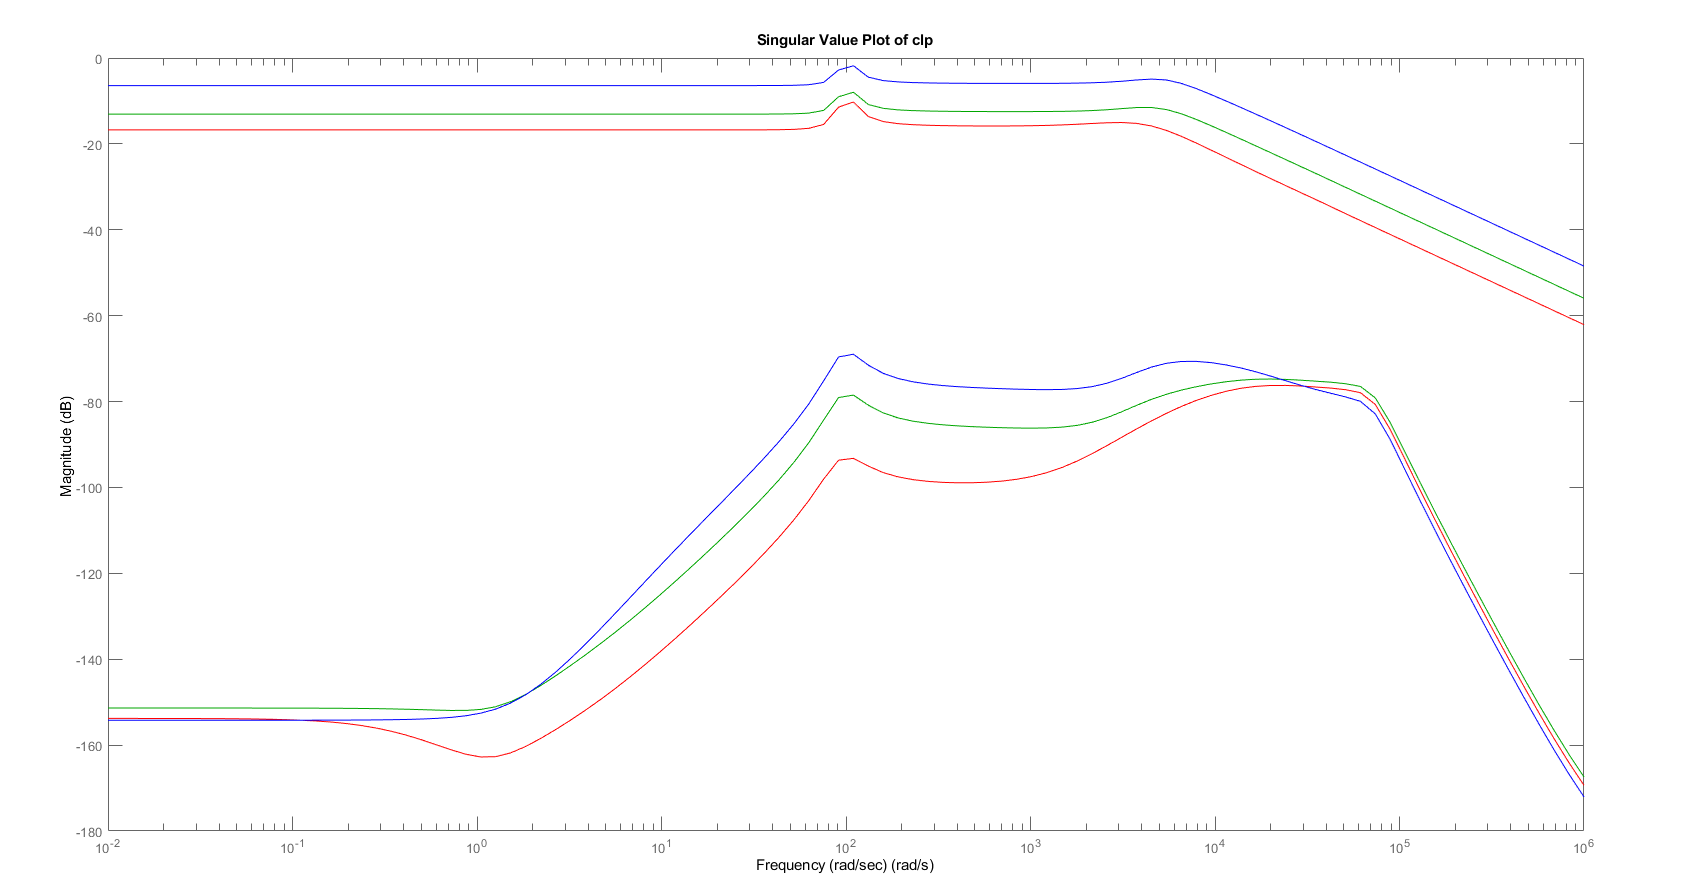 Singular Value Plot of clp
0
-20
-40
-60
-80
-100
-120
-140
-160
-180
Magnitude (dB)
10^-2 10^-1 10^0 10^1 10^2 10^3 10^4 10^5 10^6
Frequency (rad/sec) (rad/s)